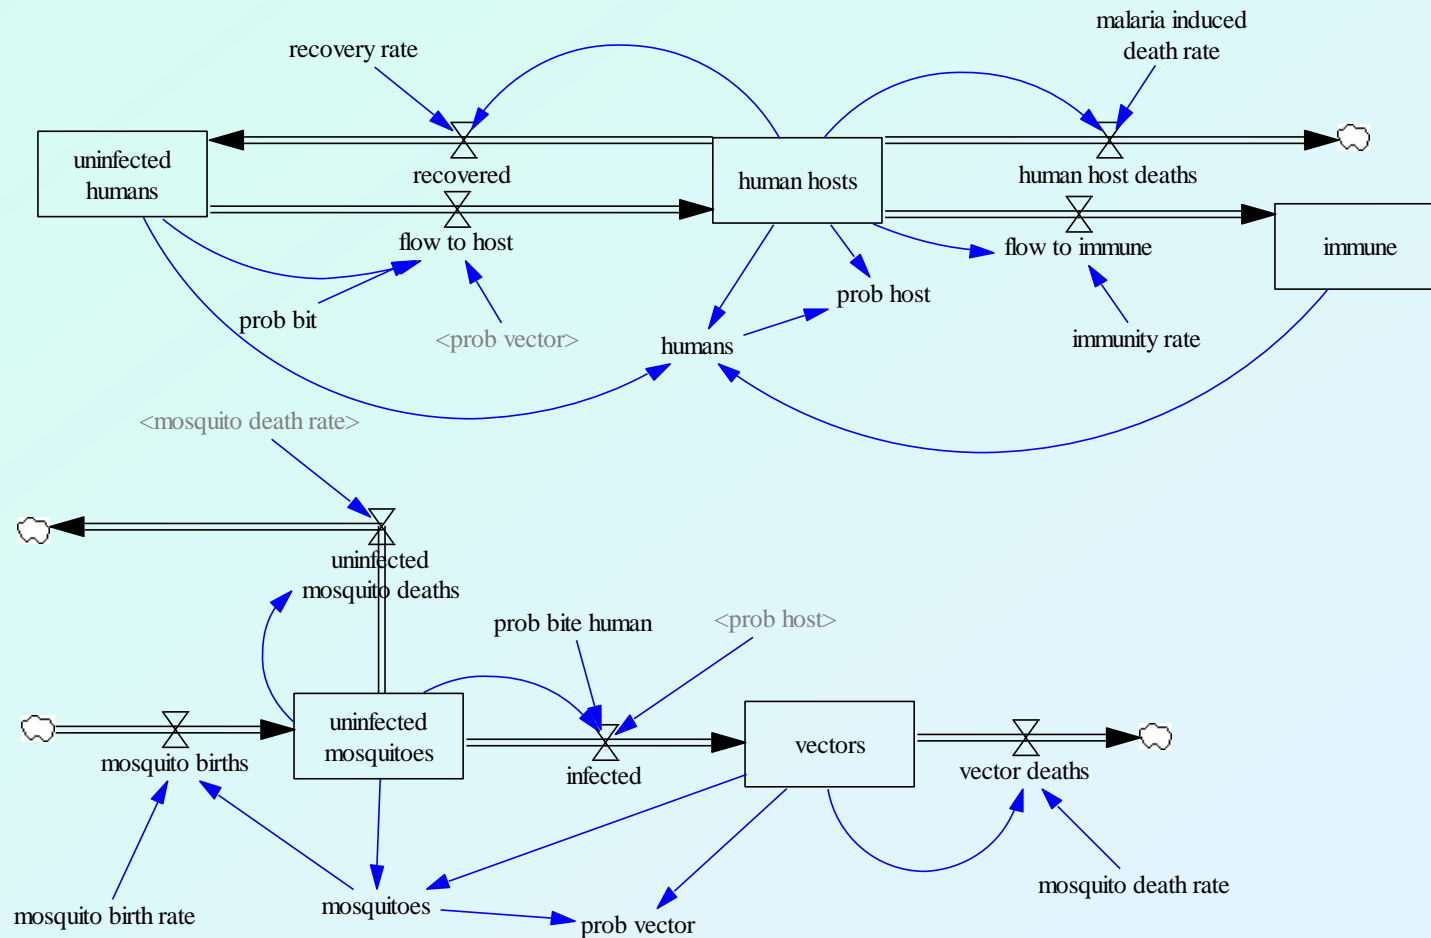 malaria induced
death rate
recovery rate
uninfected
humans
recovered
human hosts
human host deaths
flow to host
flow to immune
immune
prob host
prob bit
<prob vector>
humans
immunity rate
<mosquito death rate>
uninfected
mosquito deaths
prob bite human
<prob host>
uninfected
mosquitoes
vectors
mosquito births
infected
vector deaths
mosquito birth rate
mosquitoes
prob vector
mosquito death rate